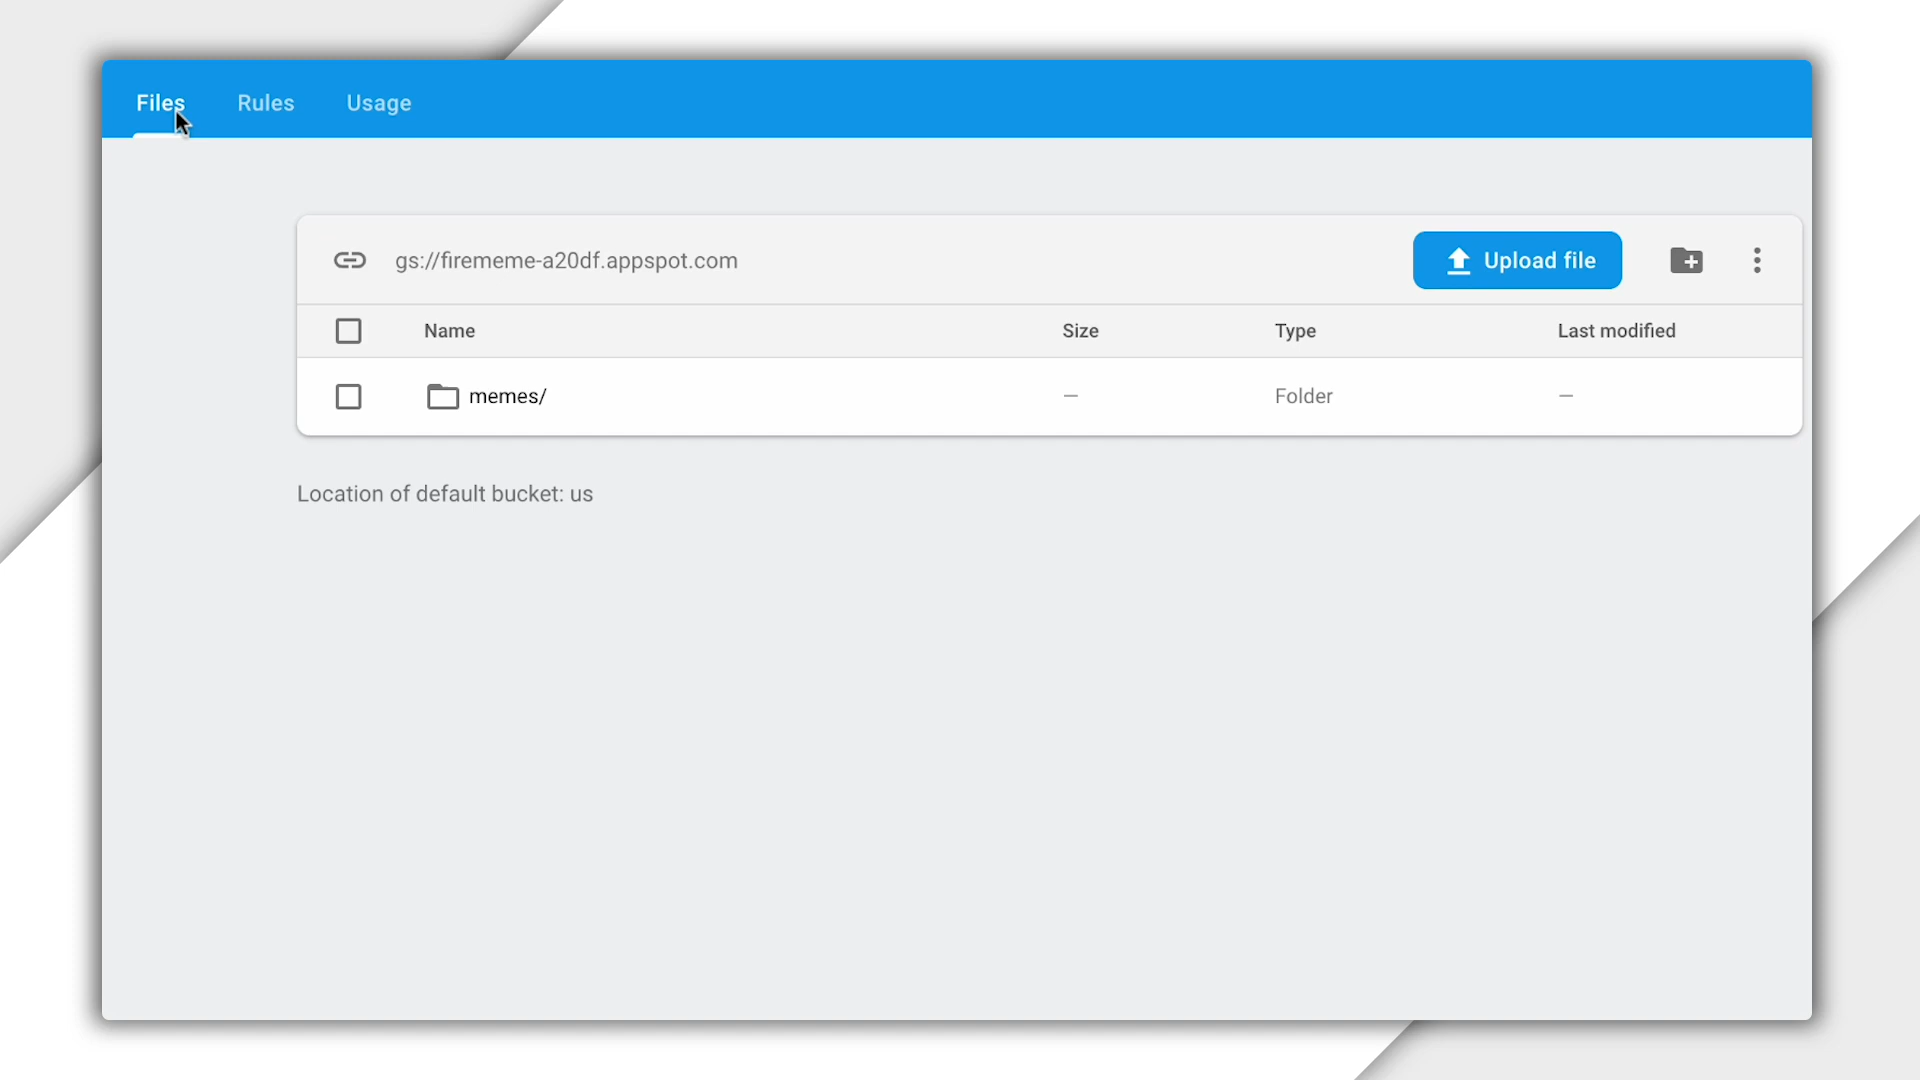 Files Rules Usage
gs://firememe-a20df.appspot.com Upload file
Name Size Type Last modified
memes/ — Folder —
Location of default bucket: us